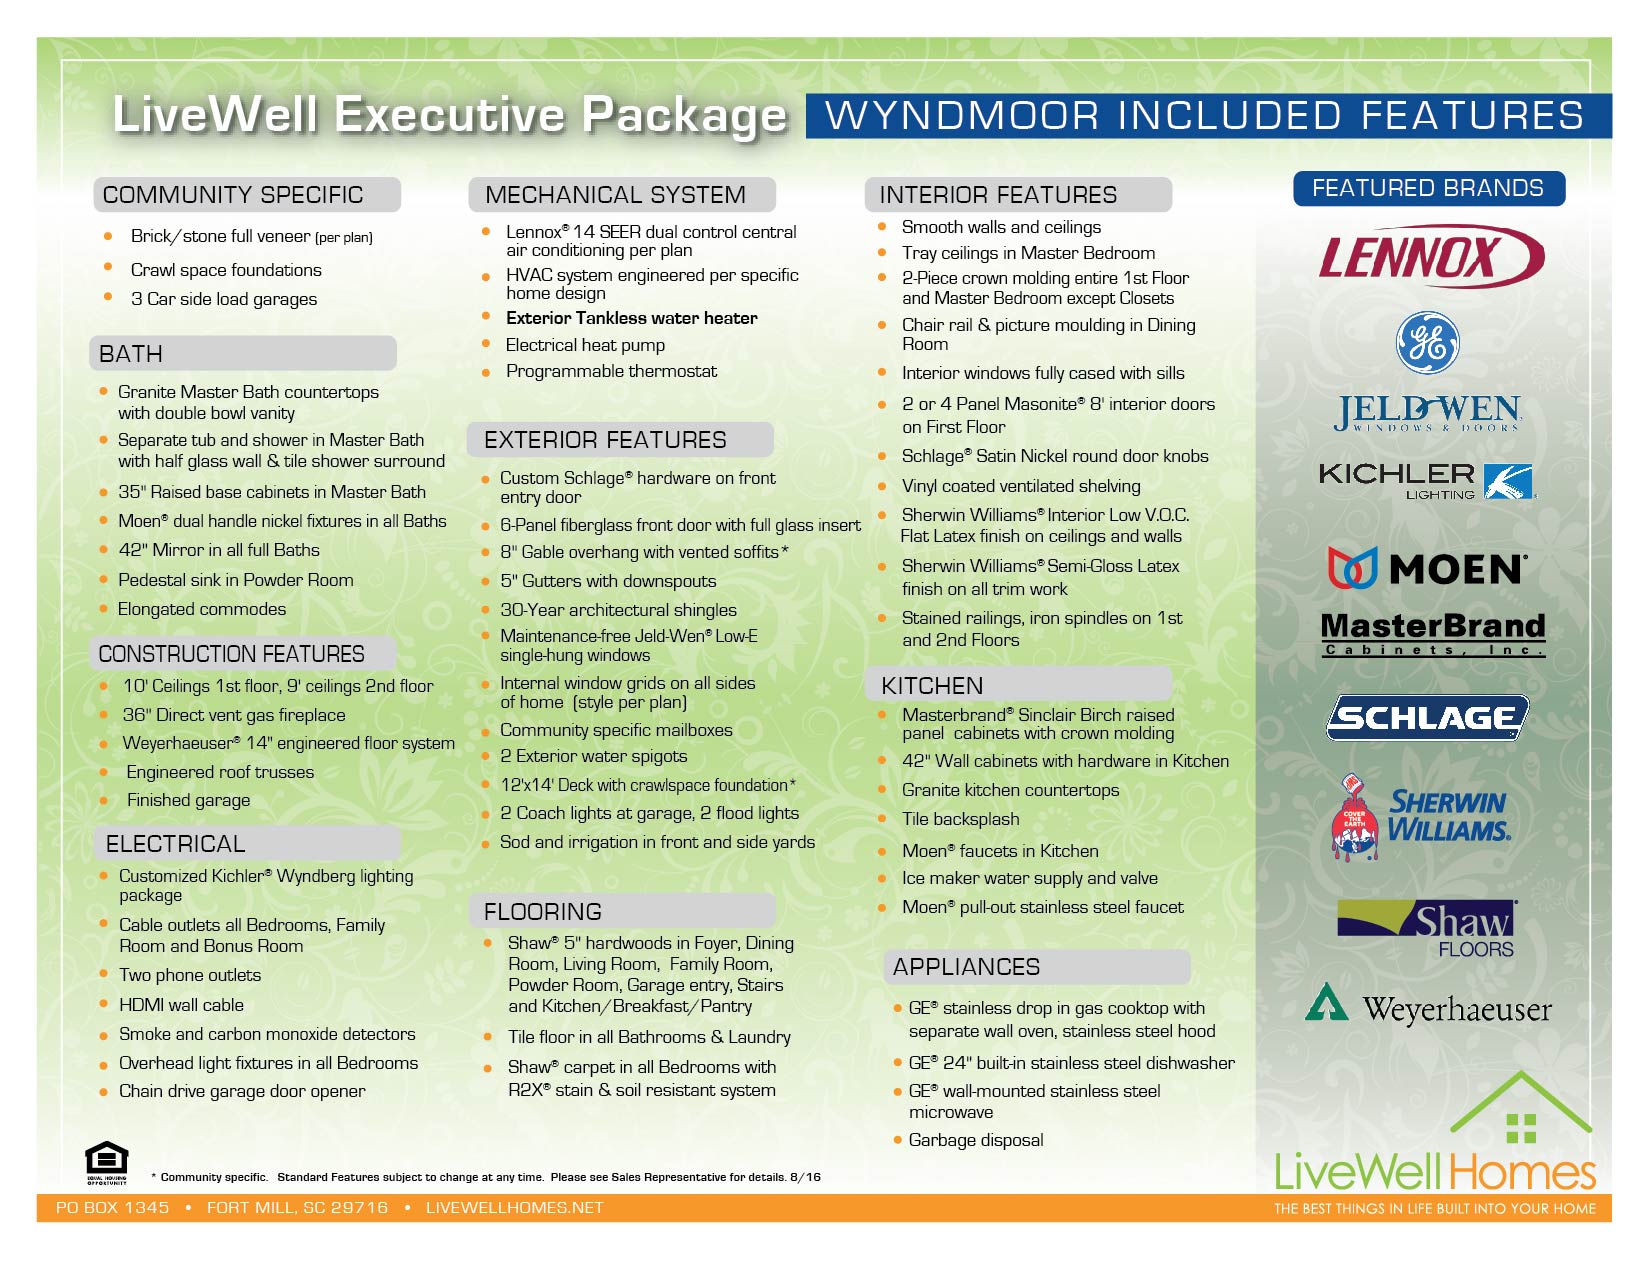 LiveWell Executive Package
WYNDMOOR INCLUDED FEATURES
COMMUNITY SPECIFIC
Brick/stone full veneer (per plan)
Crawl space foundations
3 Car side load garages
BATH
Granite Master Bath countertops
with double bowl vanity
Separate tub and shower in Master Bath
with half glass wall & tile shower surround
35" Raised base cabinets in Master Bath
Moen® dual handle nickel fixtures in all Baths
42" Mirror in all full Baths
Pedestal sink in Powder Room
Elongated commodes
CONSTRUCTION FEATURES
10' Ceilings 1st floor, 9' ceilings 2nd floor
36" Direct vent gas fireplace
Weyerhaeuser® 14" engineered floor system
Engineered roof trusses
Finished garage
ELECTRICAL
Customized Kichler® Wyndberg lighting
package
Cable outlets all Bedrooms, Family
Room and Bonus Room
Two phone outlets
HDMI wall cable
Smoke and carbon monoxide detectors
Overhead light fixtures in all Bedrooms
Chain drive garage door opener
MECHANICAL SYSTEM
Lennox® 14 SEER dual control central
air conditioning per plan
HVAC system engineered per specific
home design
Exterior Tankless water heater
Electrical heat pump
Programmable thermostat
EXTERIOR FEATURES
Custom Schlage® hardware on front
entry door
6-Panel fiberglass front door with full glass insert
8" Gable overhang with vented soffits*
5" Gutters with downspouts
30-Year architectural shingles
Maintenance-free Jeld-Wen® Low-E
single-hung windows
Internal window grids on all sides
of home (style per plan)
Community specific mailboxes
2 Exterior water spigots
12'x14' Deck with crawlspace foundation*
2 Coach lights at garage, 2 flood lights
Sod and irrigation in front and side yards
FLOORING
Shaw® 5" hardwoods in Foyer, Dining
Room, Living Room, Family Room,
Powder Room, Garage entry, Stairs
and Kitchen/Breakfast/Pantry
Tile floor in all Bathrooms & Laundry
Shaw® carpet in all Bedrooms with
R2X® stain & soil resistant system
INTERIOR FEATURES
Smooth walls and ceilings
Tray ceilings in Master Bedroom
2-Piece crown molding entire 1st Floor
and Master Bedroom except Closets
Chair rail & picture moulding in Dining
Room
Interior windows fully cased with sills
2 or 4 Panel Masonite® 8' interior doors
on First Floor
Schlage® Satin Nickel round door knobs
Vinyl coated ventilated shelving
Sherwin Williams® Interior Low V.O.C.
Flat Latex finish on ceilings and walls
Sherwin Williams® Semi-Gloss Latex
finish on all trim work
Stained railings, iron spindles on 1st
and 2nd Floors
KITCHEN
Masterbrand® Sinclair Birch raised
panel cabinets with crown molding
42" Wall cabinets with hardware in Kitchen
Granite kitchen countertops
Tile backsplash
Moen® faucets in Kitchen
Ice maker water supply and valve
Moen® pull-out stainless steel faucet
APPLIANCES
GE® stainless drop in gas cooktop with
separate wall oven, stainless steel hood
GE® 24" built-in stainless steel dishwasher
GE® wall-mounted stainless steel
microwave
Garbage disposal
FEATURED BRANDS
LENNOX
GE
JELD-WEN
WINDOWS & DOORS
KICHLER
LIGHTING
MOEN®
MasterBrand
Cabinets, Inc.
SCHLAGE
COVER
THE
EARTH
SHERWIN
WILLIAMS®
Shaw
FLOORS
Weyerhaeuser
LiveWellHomes
THE BEST THINGS IN LIFE BUILT INTO YOUR HOME
EQUAL HOUSING
OPPORTUNITY
* Community specific. Standard Features subject to change at any time. Please see Sales Representative for details. 8/16
PO BOX 1345 • FORT MILL, SC 29716 • LIVEWELLHOMES.NET